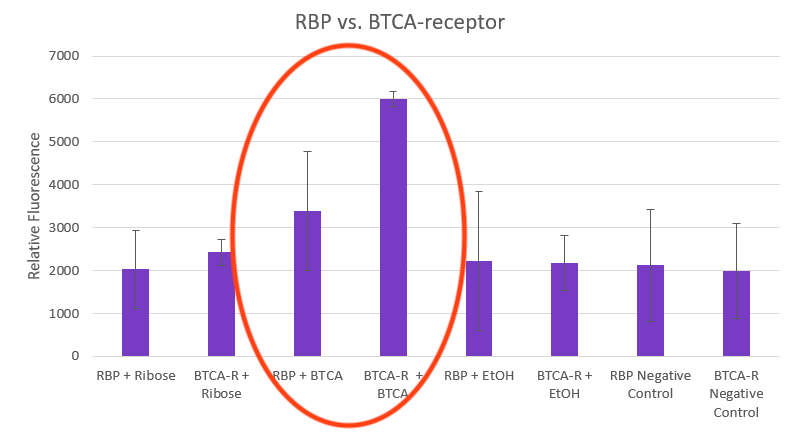 RBP vs. BTCA-receptor
7000
6000
5000
4000
3000
2000
1000
0
Relative Fluorescence
RBP + Ribose
BTCA-R +
Ribose
RBP + BTCA
BTCA-R +
BTCA
RBP + EtOH
BTCA-R +
EtOH
RBP Negative
Control
BTCA-R
Negative
Control